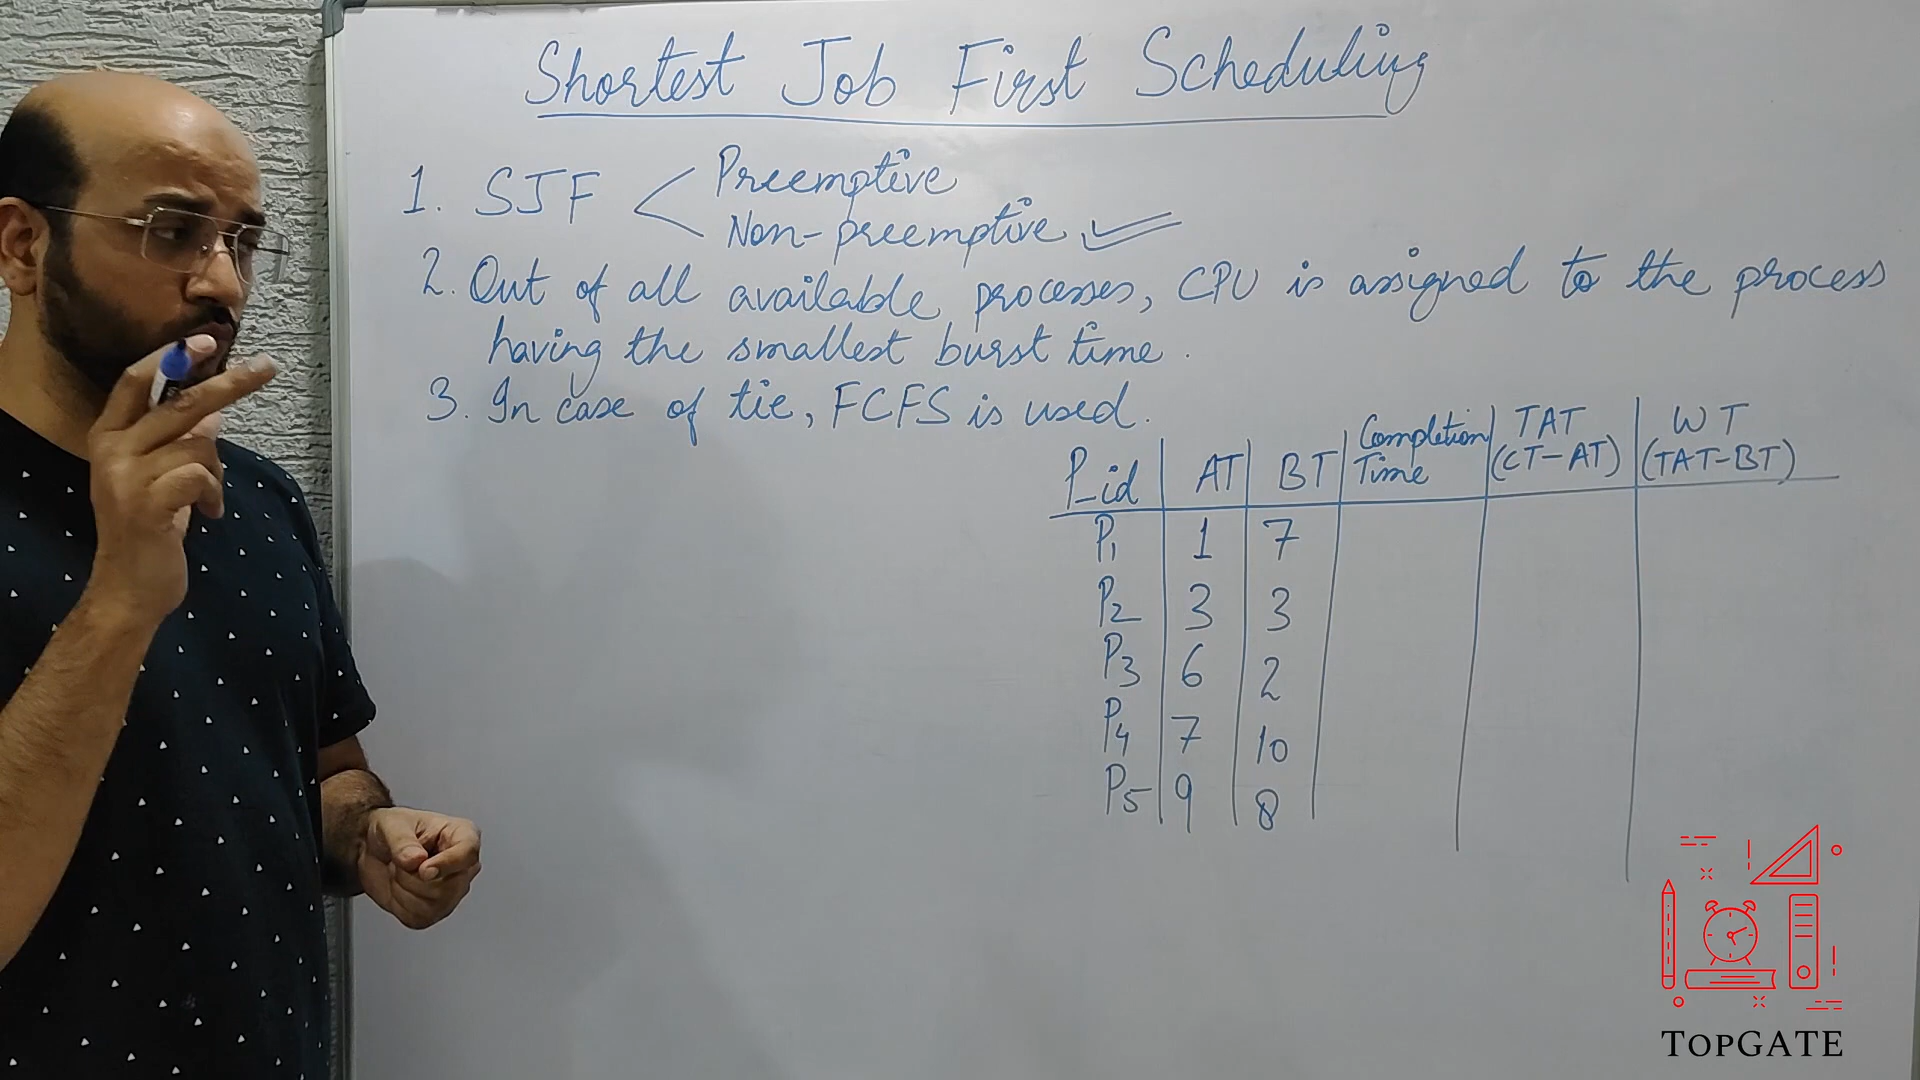 Shortest Job First Scheduling
1. SJF < Preemptive
Non-preemptive
2. Out of all available processes, CPU is assigned to the process
having the smallest burst time.
3. In case of tie, FCFS is used.
P_id AT BT Completion Time TAT (CT-AT) WT (TAT-BT)
P1 1 7
P2 3 3
P3 6 2
P4 7 10
P5 9 8
TOPGATE